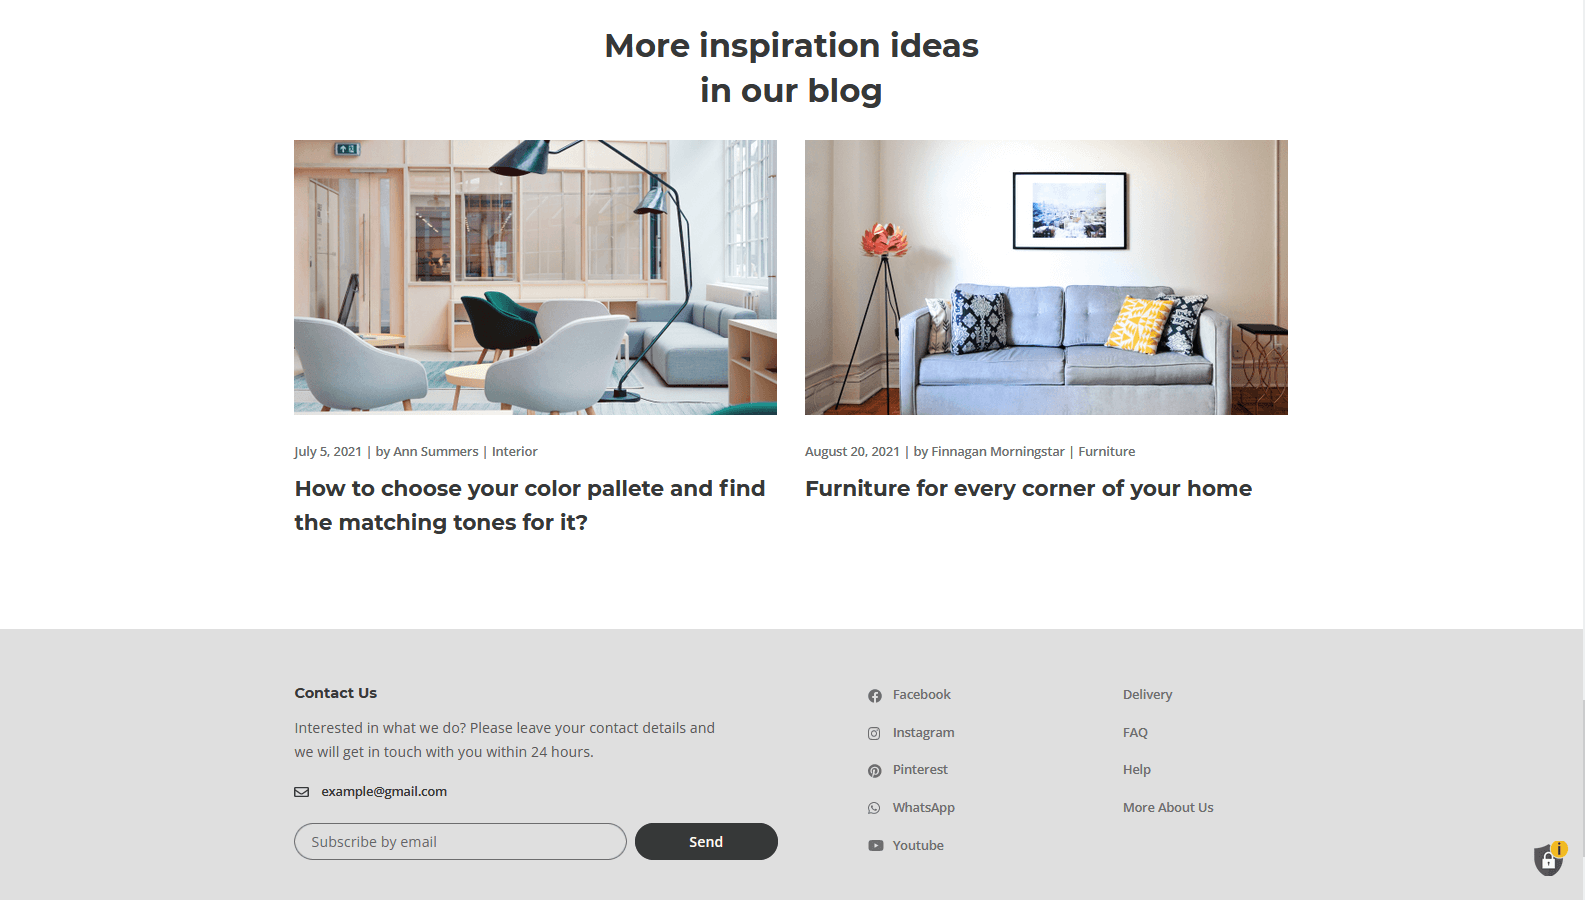 More inspiration ideas
in our blog
July 5, 2021 | by Ann Summers | Interior
How to choose your color pallete and find
the matching tones for it?
August 20, 2021 | by Finnagan Morningstar | Furniture
Furniture for every corner of your home
Contact Us
Interested in what we do? Please leave your contact details and
we will get in touch with you within 24 hours.
example@gmail.com
Subscribe by email
Send
Facebook
Instagram
Pinterest
WhatsApp
Youtube
Delivery
FAQ
Help
More About Us
i